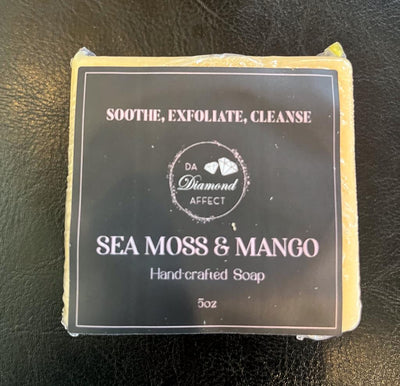 SOOTHE, EXFOLIATE, CLEANSE
DA
Diamond
AFFECT
SEA MOSS & MANGO
Hand-crafted Soap
5oz